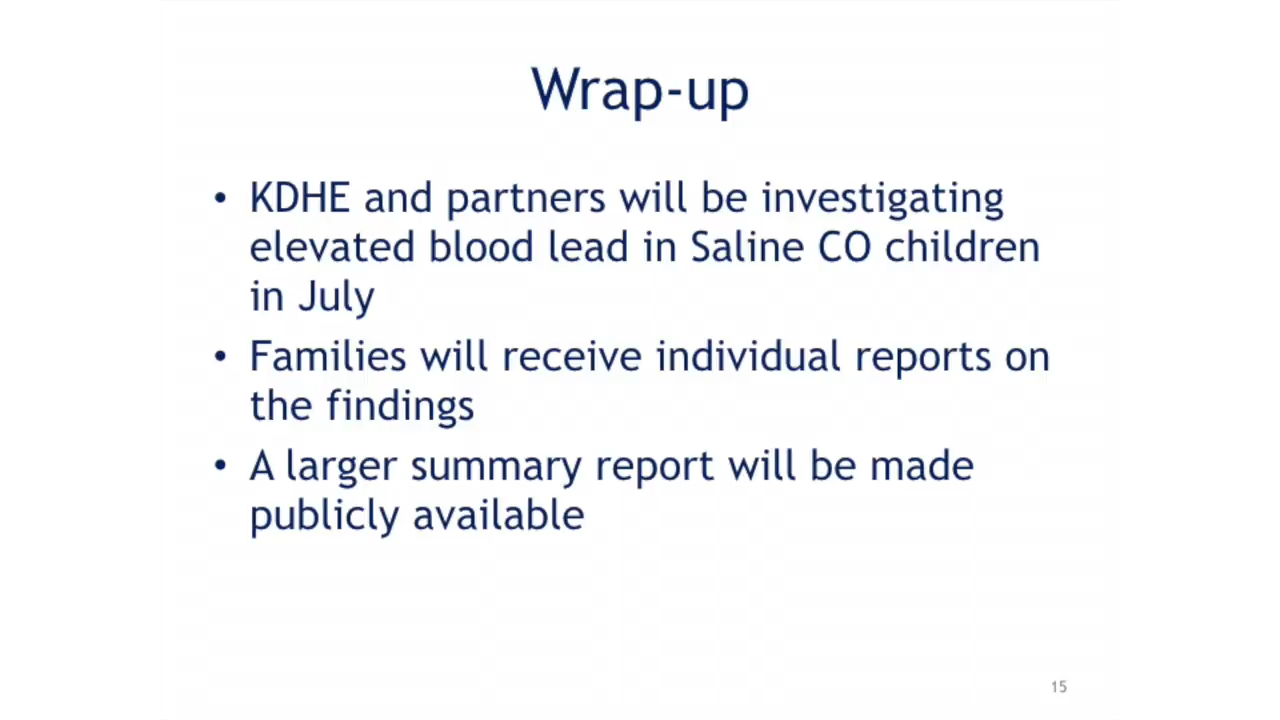 Wrap-up
• KDHE and partners will be investigating
elevated blood lead in Saline CO children
in July
• Families will receive individual reports on
the findings
• A larger summary report will be made
publicly available
15